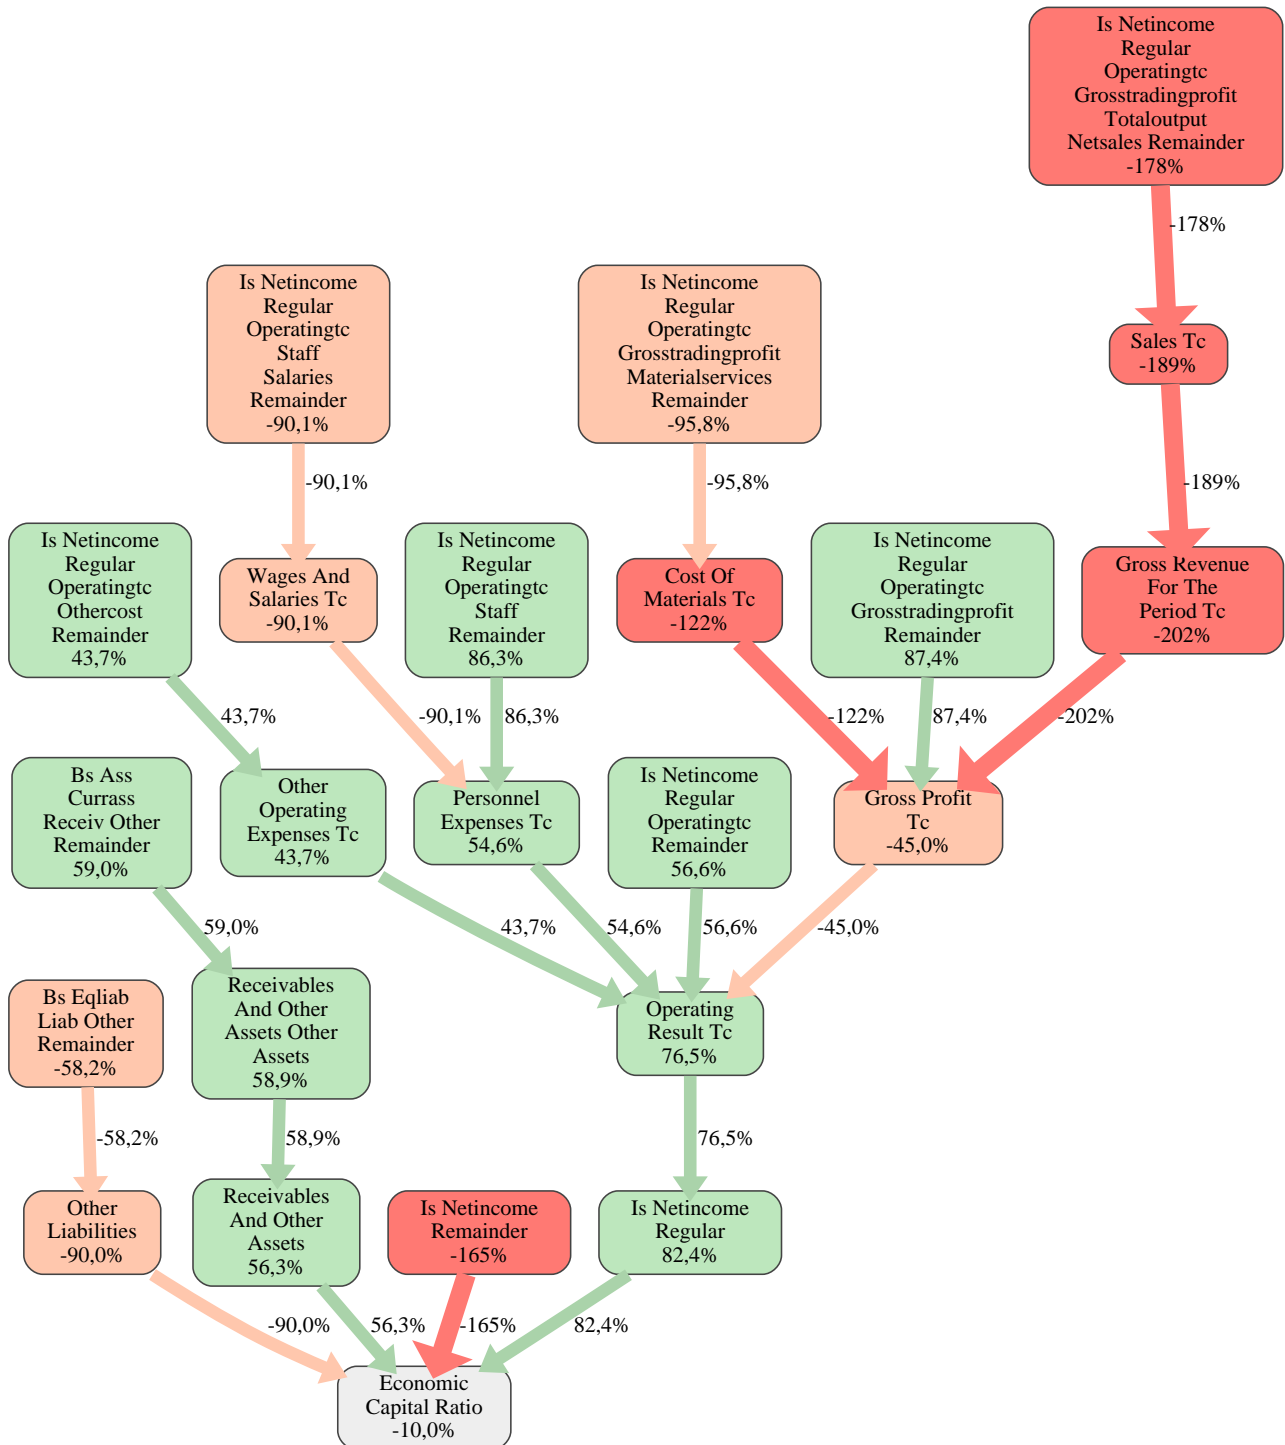 Is Netincome
Regular
Operatingtc
Grosstradingprofit
Totaloutput
Netsales Remainder
-178%
-178%
Is Netincome
Regular
Operatingtc
Staff
Salaries
Remainder
-90,1%
Is Netincome
Regular
Operatingtc
Grosstradingprofit
Materialservices
Remainder
-95,8%
Sales Tc
-189%
-90,1%
-95,8%
-189%
Is Netincome
Regular
Operatingtc
Othercost
Remainder
43,7%
Wages And
Salaries Tc
-90,1%
Is Netincome
Regular
Operatingtc
Staff
Remainder
86,3%
Cost Of
Materials Tc
-122%
Is Netincome
Regular
Operatingtc
Grosstradingprofit
Remainder
87,4%
Gross Revenue
For The
Period Tc
-202%
43,7%
-90,1%
86,3%
-122%
87,4%
-202%
Bs Ass
Currass
Receiv Other
Remainder
59,0%
Other
Operating
Expenses Tc
43,7%
Personnel
Expenses Tc
54,6%
Is Netincome
Regular
Operatingtc
Remainder
56,6%
Gross Profit
Tc
-45,0%
59,0%
43,7%
54,6%
56,6%
-45,0%
Bs Eqliab
Liab Other
Remainder
-58,2%
Receivables
And Other
Assets Other
Assets
58,9%
Operating
Result Tc
76,5%
-58,2%
58,9%
76,5%
Other
Liabilities
-90,0%
Receivables
And Other
Assets
56,3%
Is Netincome
Remainder
-165%
Is Netincome
Regular
82,4%
-90,0%
56,3%
-165%
82,4%
Economic
Capital Ratio
-10,0%